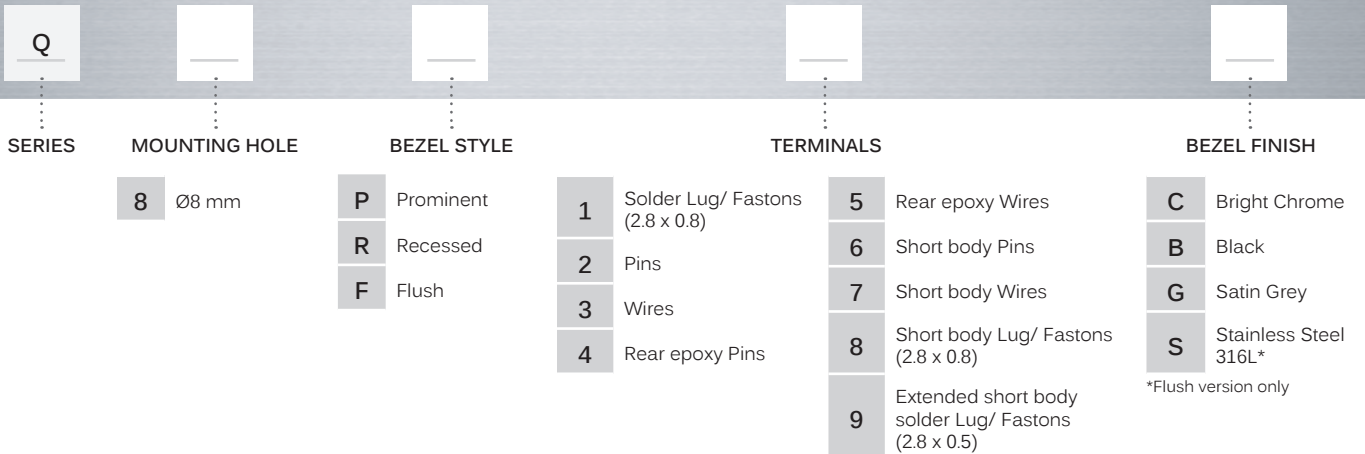 Q
SERIES
MOUNTING HOLE
8 Ø8 mm
BEZEL STYLE
P Prominent
R Recessed
F Flush
TERMINALS
1 Solder Lug/ Fastons
(2.8 x 0.8)
2 Pins
3 Wires
4 Rear epoxy Pins
5 Rear epoxy Wires
6 Short body Pins
7 Short body Wires
8 Short body Lug/ Fastons
(2.8 x 0.8)
9 Extended short body
solder Lug/ Fastons
(2.8 x 0.5)
BEZEL FINISH
C Bright Chrome
B Black
G Satin Grey
S Stainless Steel
316L*
*Flush version only